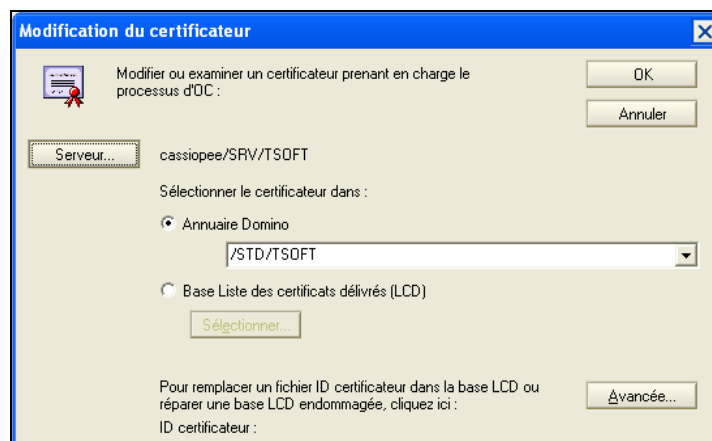 Modification du certificateur
Modifier ou examiner un certificateur prenant en charge le
processus d'OC :
OK
Annuler
Serveur...
cassiopee/SRV/TSOFT
Sélectionner le certificateur dans :
Annuaire Domino
/STD/TSOFT
Base Liste des certificats délivrés (LCD)
Sélectionner...
Pour remplacer un fichier ID certificateur dans la base LCD ou
réparer une base LCD endommagée, cliquez ici :
Avancée...
ID certificateur :